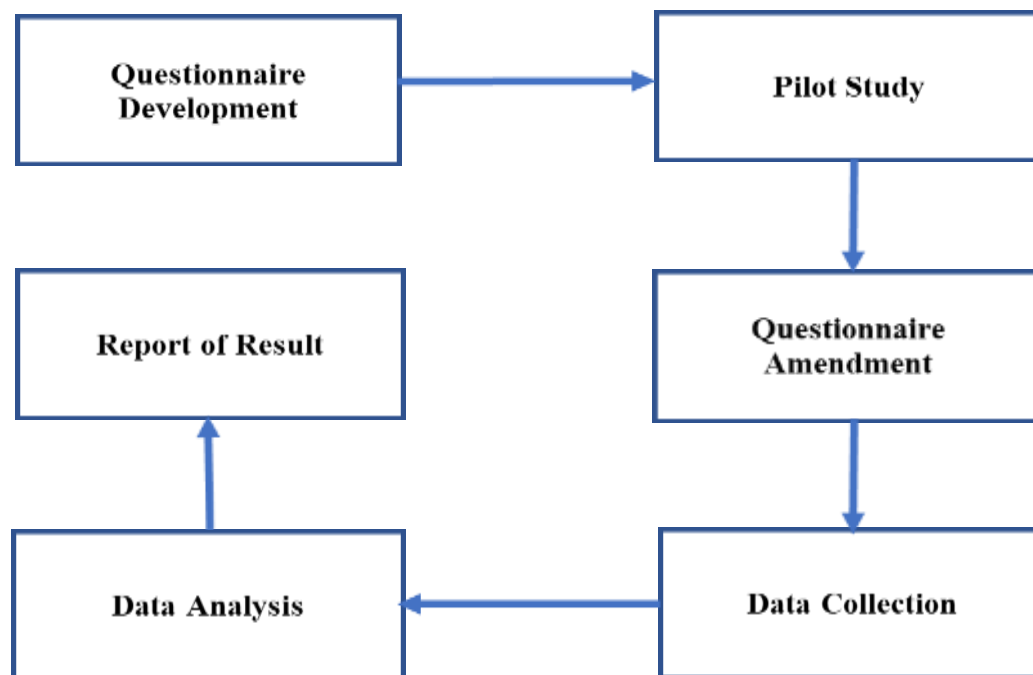 Questionnaire
Development
Pilot Study
Questionnaire
Amendment
Report of Result
Data Analysis
Data Collection